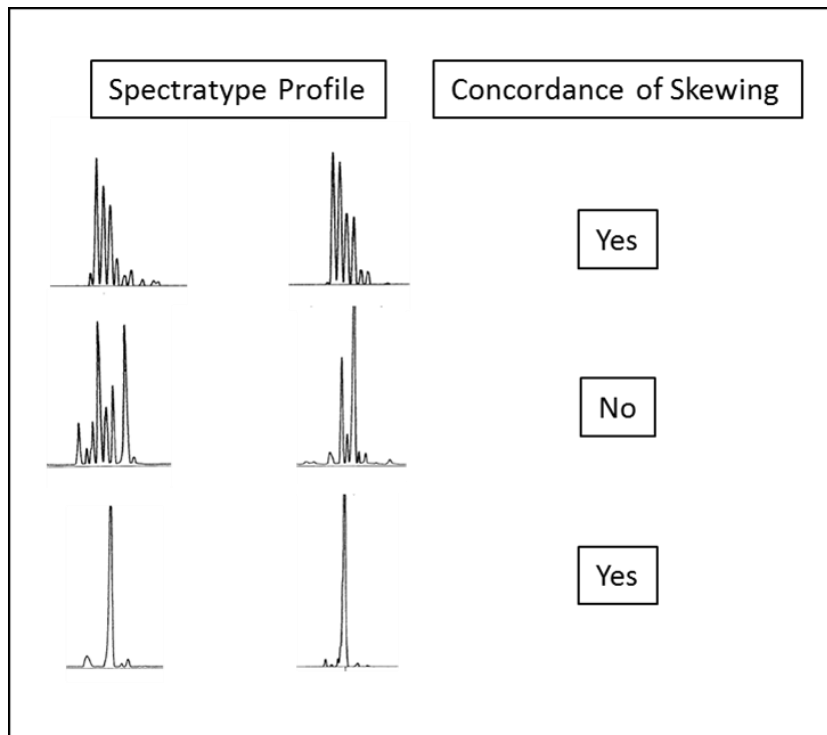 Spectratype Profile
Concordance of Skewing
Yes
No
Yes